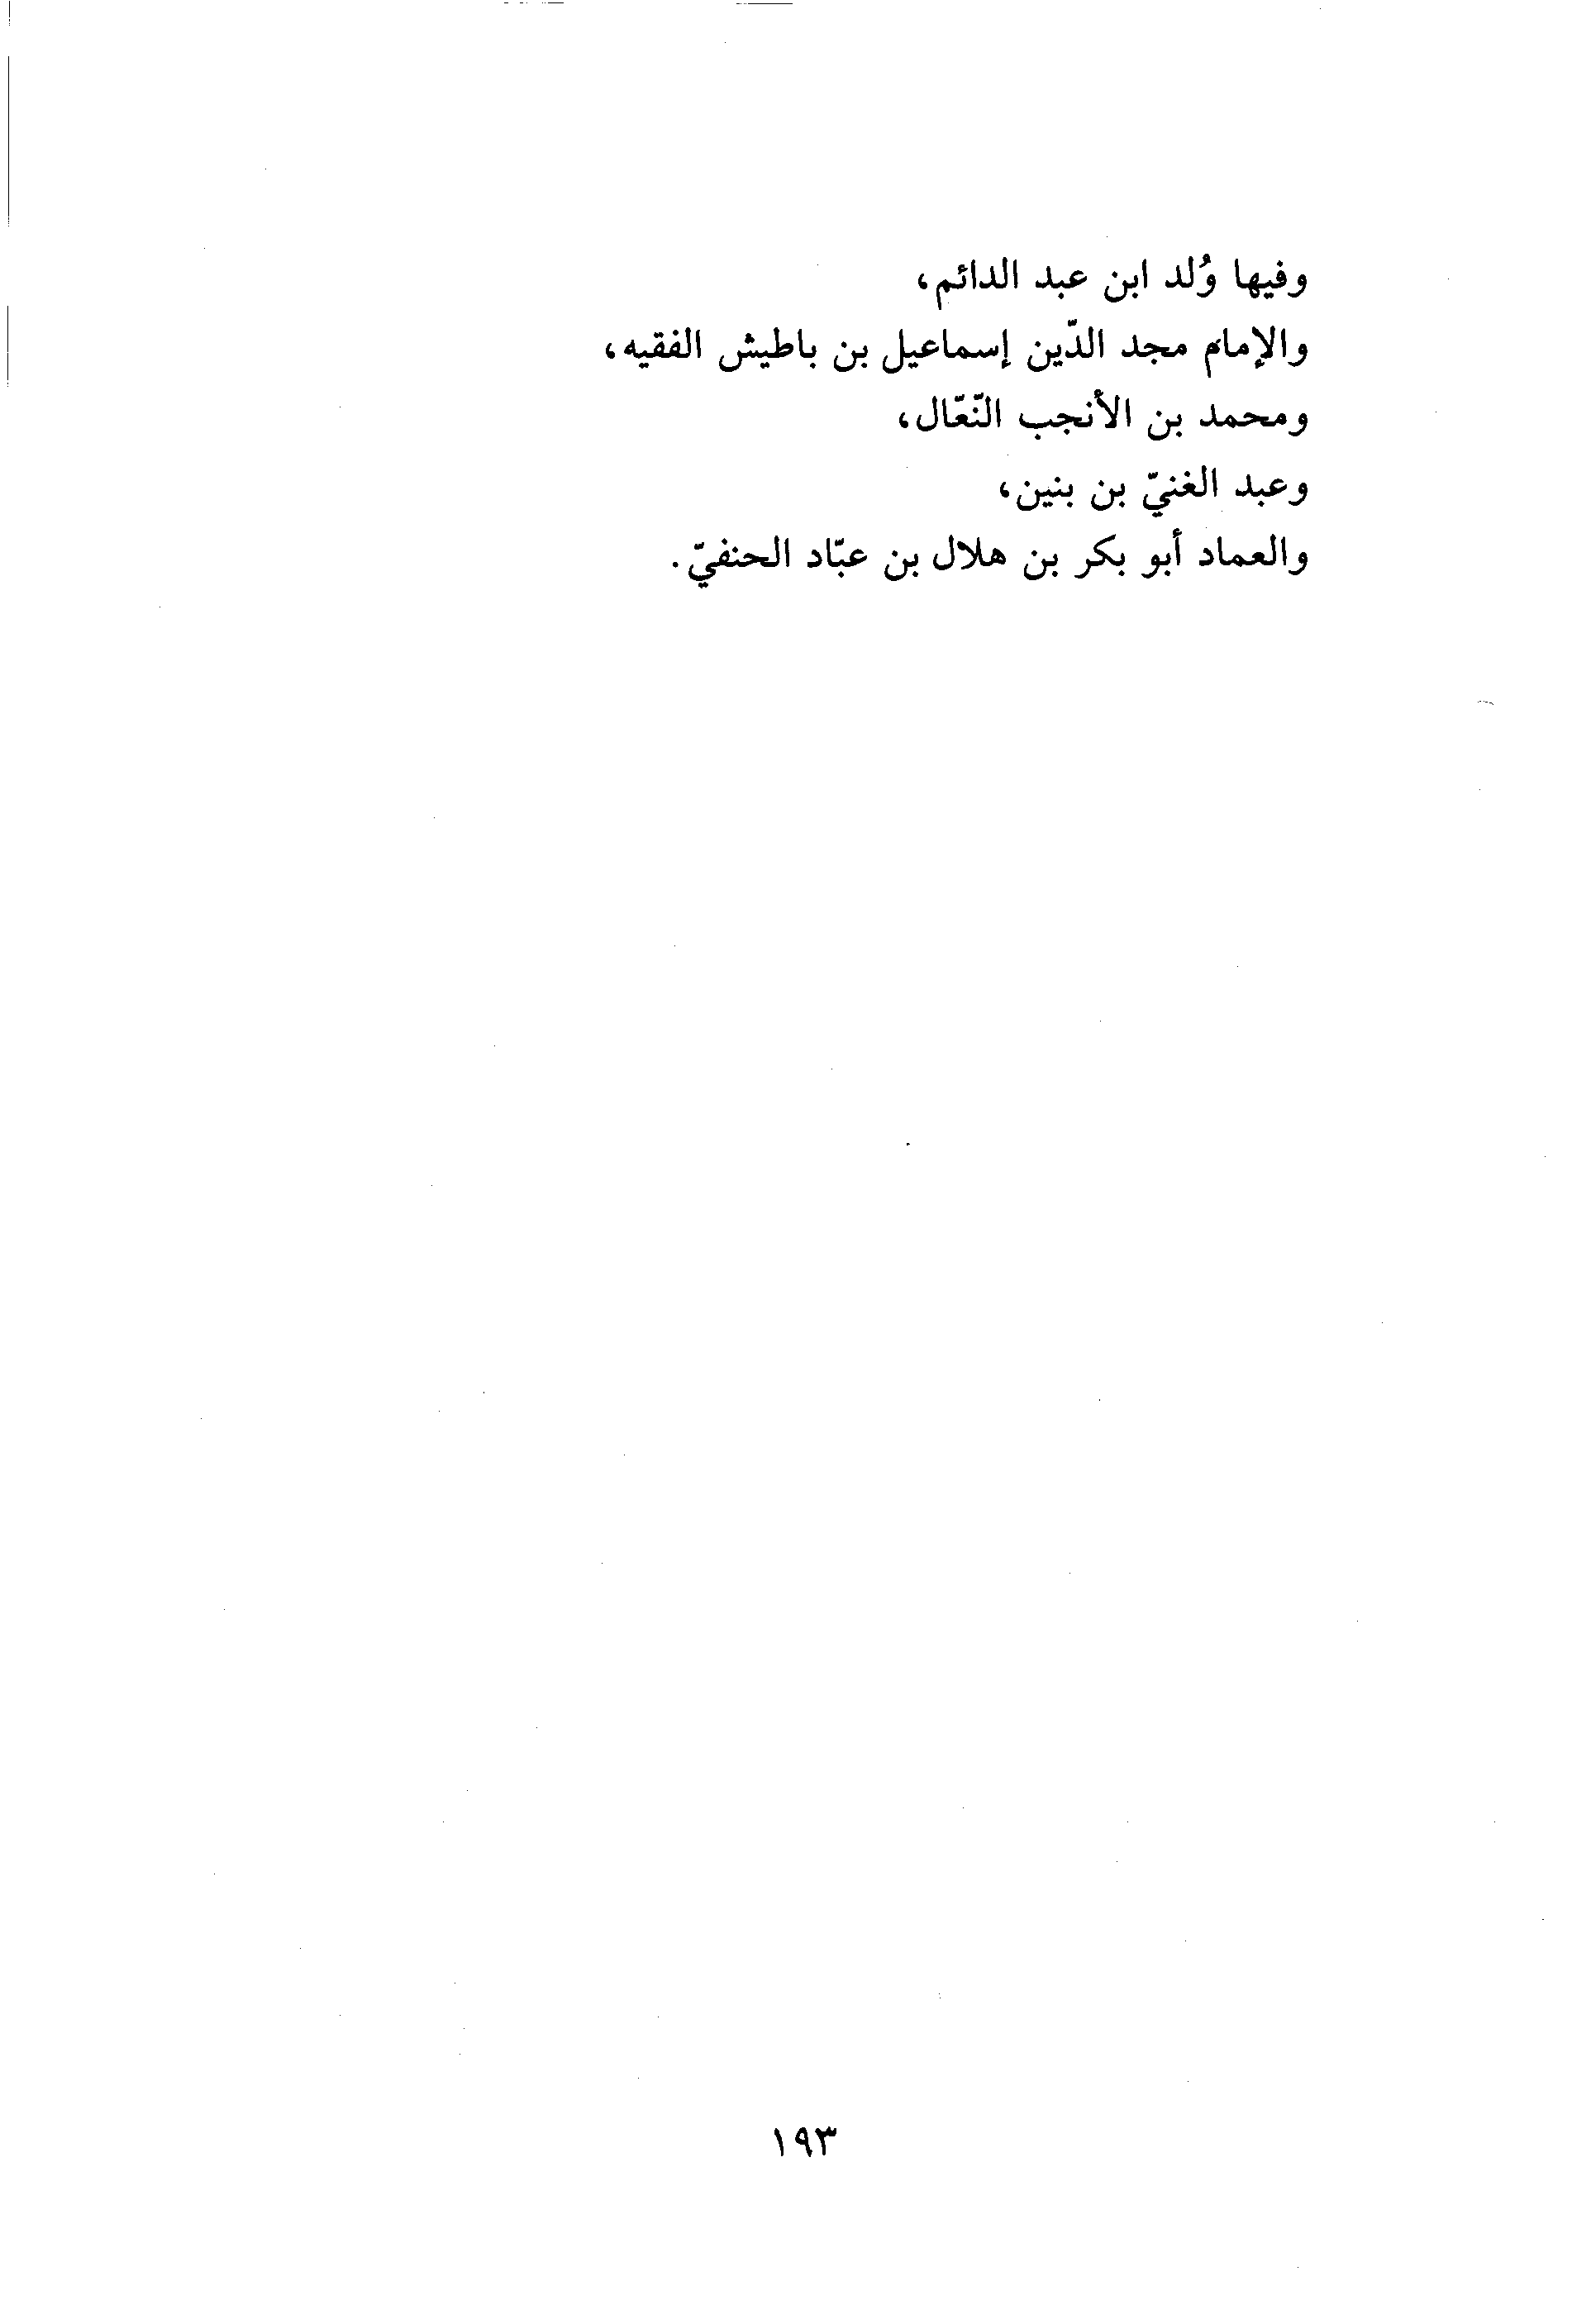 وفيها وُلد ابن عبد الدائم،
والإمام مجد الدّين إسماعيل بن باطيش الفقيه،
ومحمد بن الأنجب النّعّال،
وعبد الغنيّ بن بنين،
والعماد أبو بكر بن هلال بن عبّاد الحنفيّ.
١٩٣